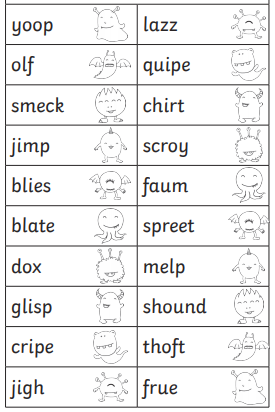 yoop lazz
olf quipe
smeck chirt
jimp scroy
blies faum
blate spreet
dox melp
glisp shound
cripe thoft
jigh frue